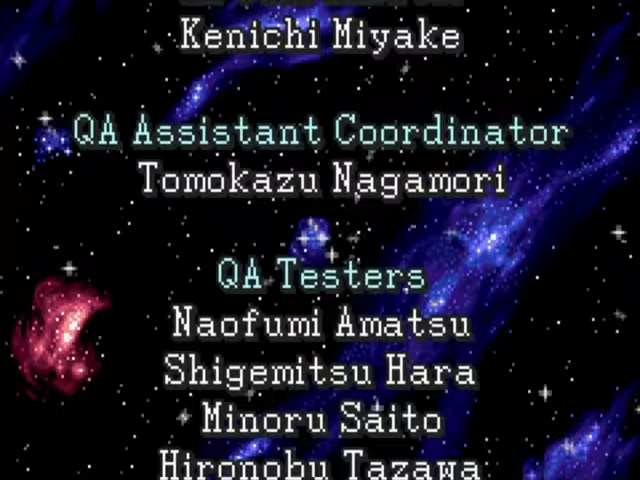 Kenichi Miyake
QA Assistant Coordinator
Tomokazu Nagamori
QA Testers
Naofumi Amatsu
Shigemitsu Hara
Minoru Saito
Hironobu Tazawa